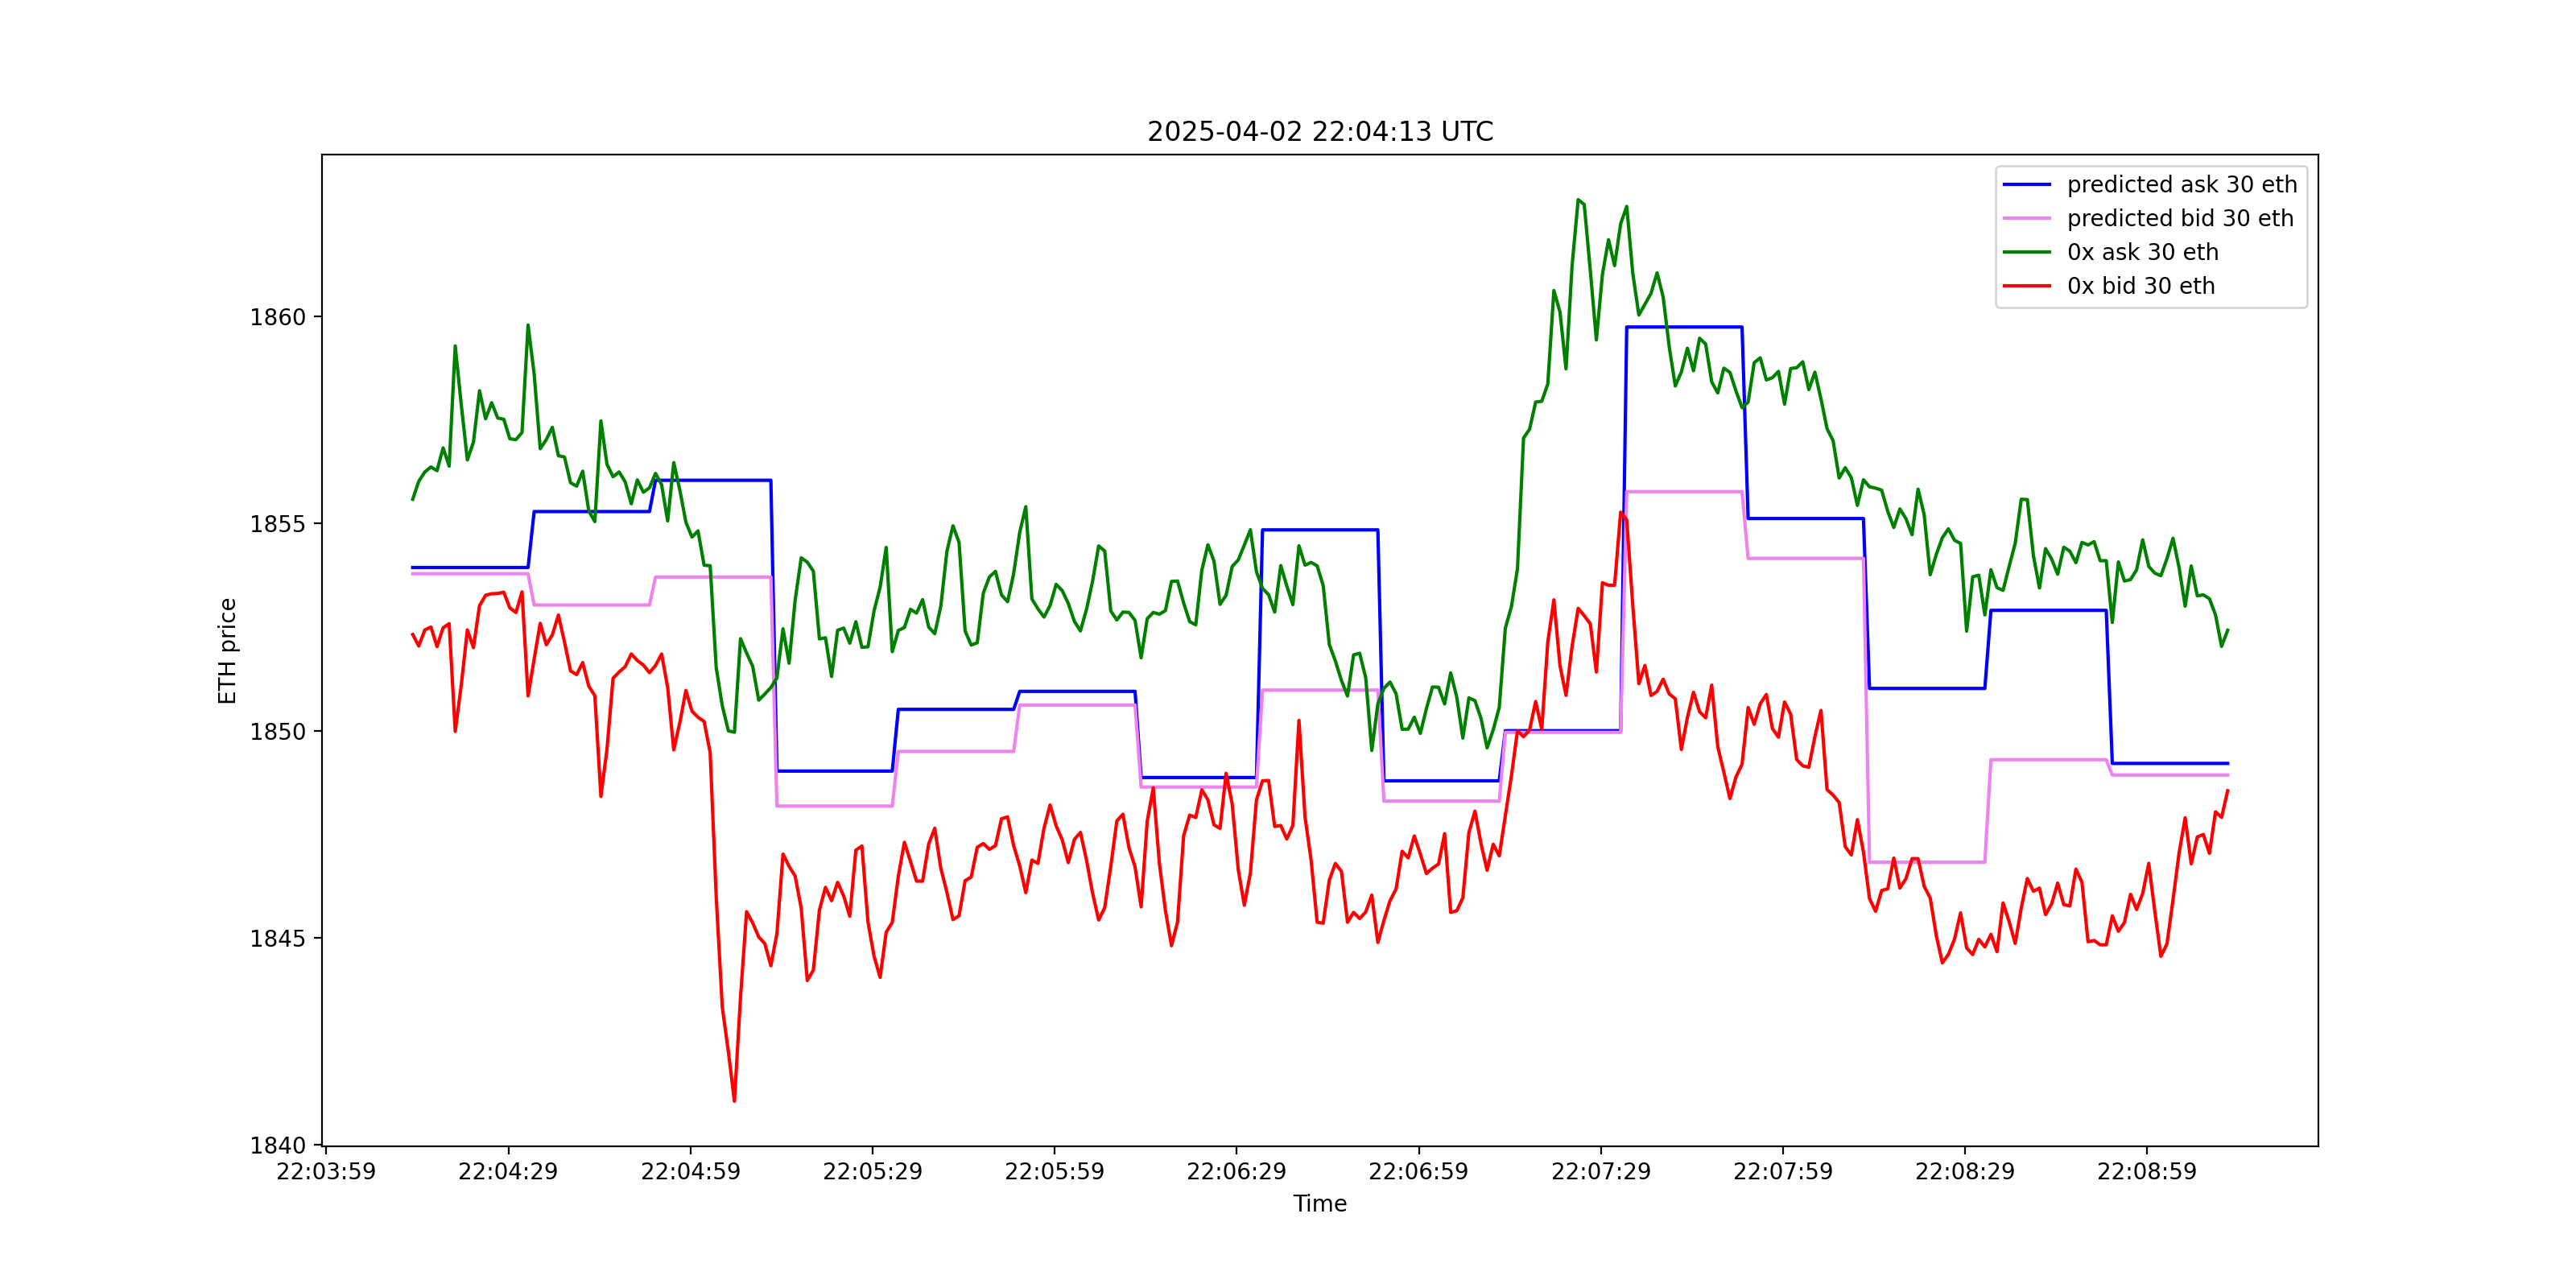 2025-04-02 22:04:13 UTC
predicted ask 30 eth
predicted bid 30 eth
0x ask 30 eth
0x bid 30 eth
ETH price
1860
1855
1850
1845
1840
22:03:59 22:04:29 22:04:59 22:05:29 22:05:59 22:06:29 22:06:59 22:07:29 22:07:59 22:08:29 22:08:59
Time